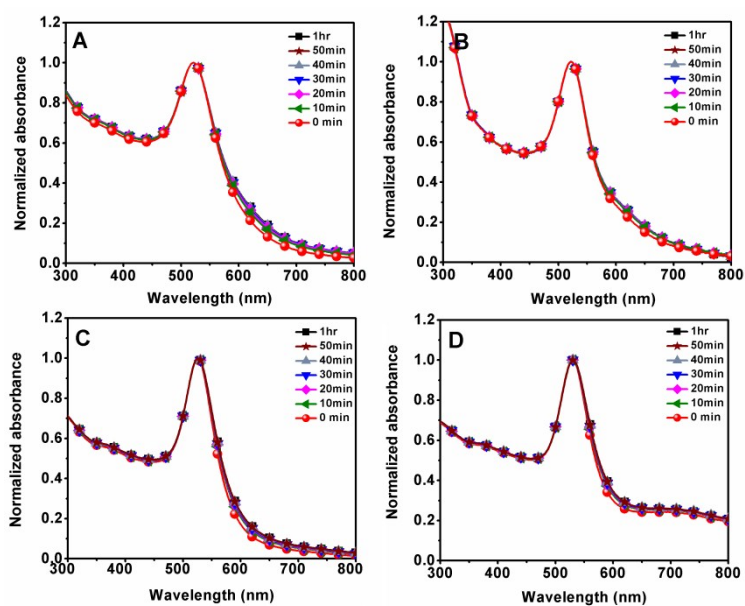 A
1hr
50min
40min
30min
20min
10min
0 min
Normalized absorbance
1.2
1.0
0.8
0.6
0.4
0.2
0.0
300 400 500 600 700 800
Wavelength (nm)
B
1hr
50min
40min
30min
20min
10min
0 min
Normalized absorbance
1.2
1.0
0.8
0.6
0.4
0.2
0.0
300 400 500 600 700 800
Wavelength (nm)
C
1hr
50min
40min
30min
20min
10min
0 min
Normalized absorbance
1.2
1.0
0.8
0.6
0.4
0.2
0.0
300 400 500 600 700 800
Wavelength (nm)
D
1hr
50min
40min
30min
20min
10min
0 min
Normalized absorbance
1.2
1.0
0.8
0.6
0.4
0.2
0.0
300 400 500 600 700 800
Wavelength (nm)